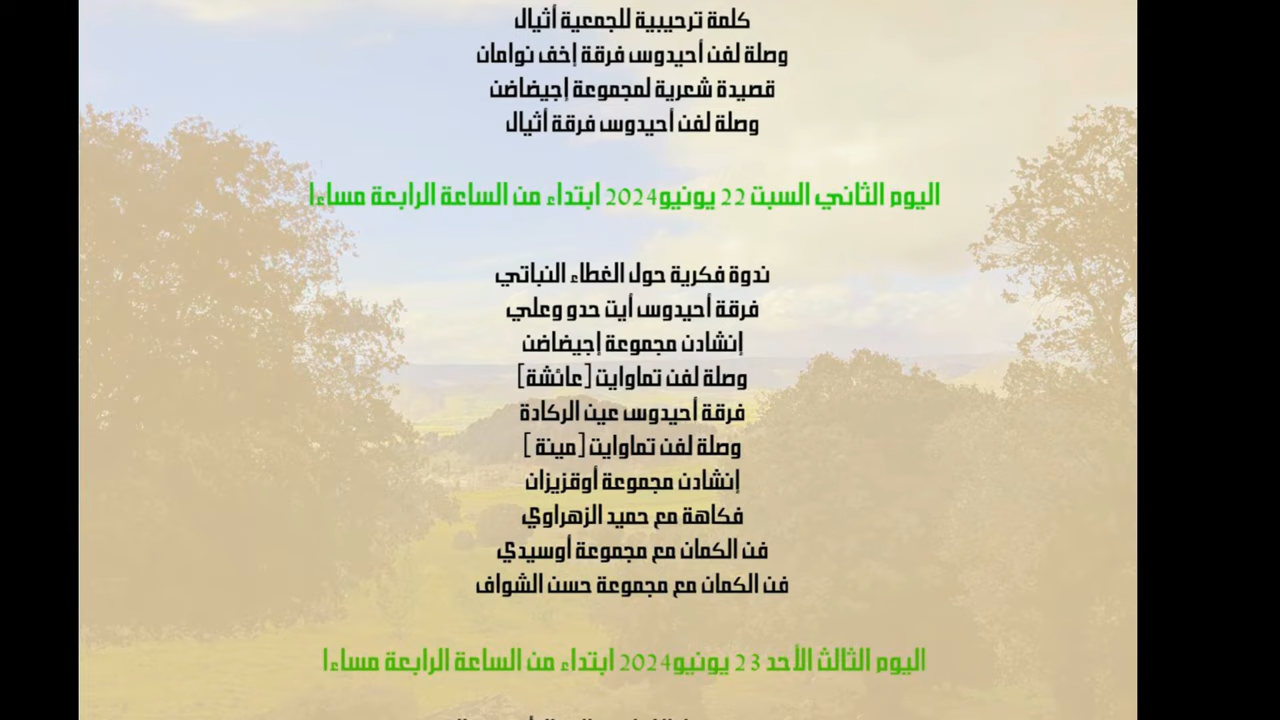 كلمة ترحيبية للجمعية أثيال
وصلة لفن أحيدوس فرقة إخف نوامان
قصيدة شعرية لمجموعة إجيضاضن
وصلة لفن أحيدوس فرقة أثيال
اليوم الثاني السبت 22 يونيو2024 ابتداء من الساعة الرابعة مساءا
ندوة فكرية حول الغطاء النباتي
فرقة أحيدوس أيت حدو وعلي
إنشادن مجموعة إجيضاضن
وصلة لفن تماوايت [عائشة]
فرقة أحيدوس عين الركادة
وصلة لفن تماوايت [مينة ]
إنشادن مجموعة أوقزيزان
فكاهة مع حميد الزهراوي
فن الكمان مع مجموعة أوسيدي
فن الكمان مع مجموعة حسن الشواف
اليوم الثالث الأحد 23 يونيو2024 ابتداء من الساعة الرابعة مساءا